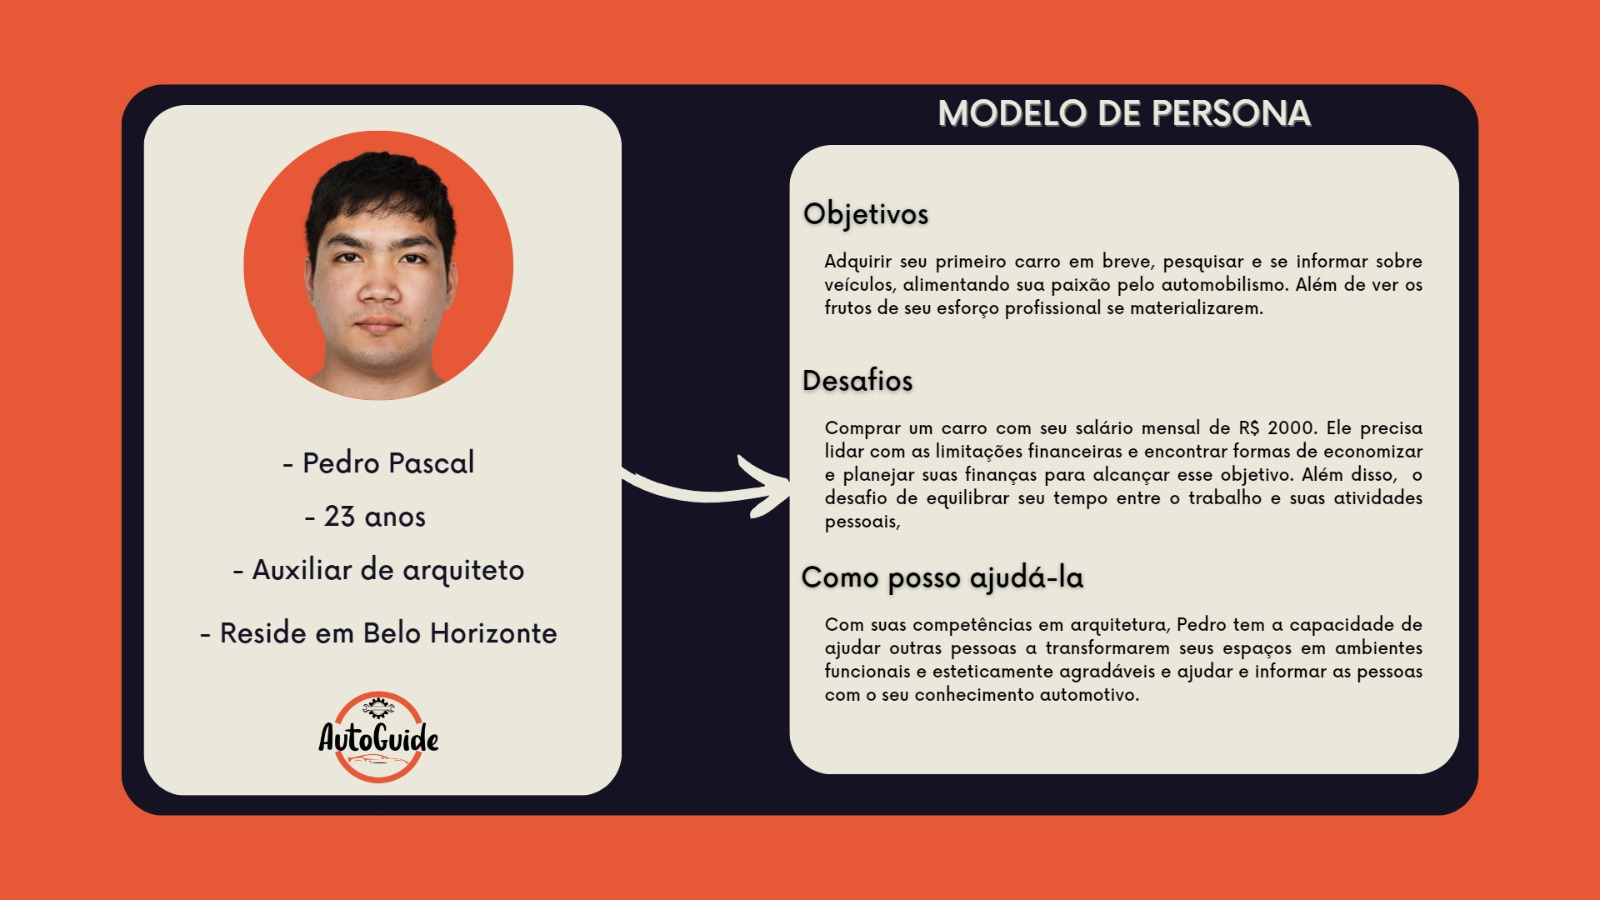 MODELO DE PERSONA
- Pedro Pascal
- 23 anos
- Auxiliar de arquiteto
- Reside em Belo Horizonte
AutoGuide
Objetivos
Adquirir seu primeiro carro em breve, pesquisar e se informar sobre
veículos, alimentando sua paixão pelo automobilismo. Além de ver os
frutos de seu esforço profissional se materializarem.
Desafios
Comprar um carro com seu salário mensal de R$ 2000. Ele precisa
lidar com as limitações financeiras e encontrar formas de economizar
e planejar suas finanças para alcançar esse objetivo. Além disso, o
desafio de equilibrar seu tempo entre o trabalho e suas atividades
pessoais,
Como posso ajudá-la
Com suas competências em arquitetura, Pedro tem a capacidade de
ajudar outras pessoas a transformarem seus espaços em ambientes
funcionais e esteticamente agradáveis e ajudar e informar as pessoas
com o seu conhecimento automotivo.